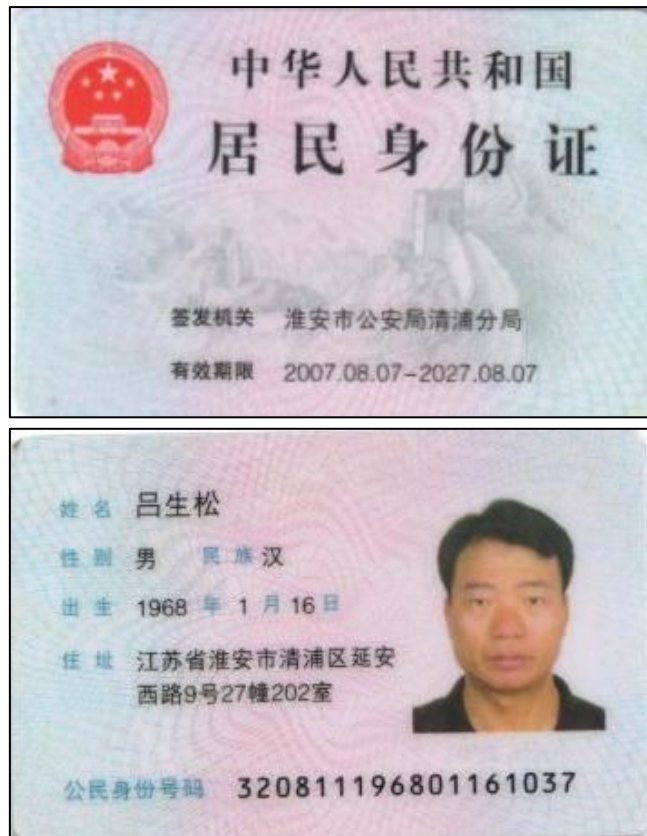 中华人民共和国
居民身份证
签发机关 淮安市公安局清浦分局
有效期限 2007.08.07-2027.08.07
姓名 吕生松
性别 男 民族 汉
出生 1968 年 1 月 16 日
住址 江苏省淮安市清浦区延安
西路9号27幢202室
公民身份号码 320811196801161037